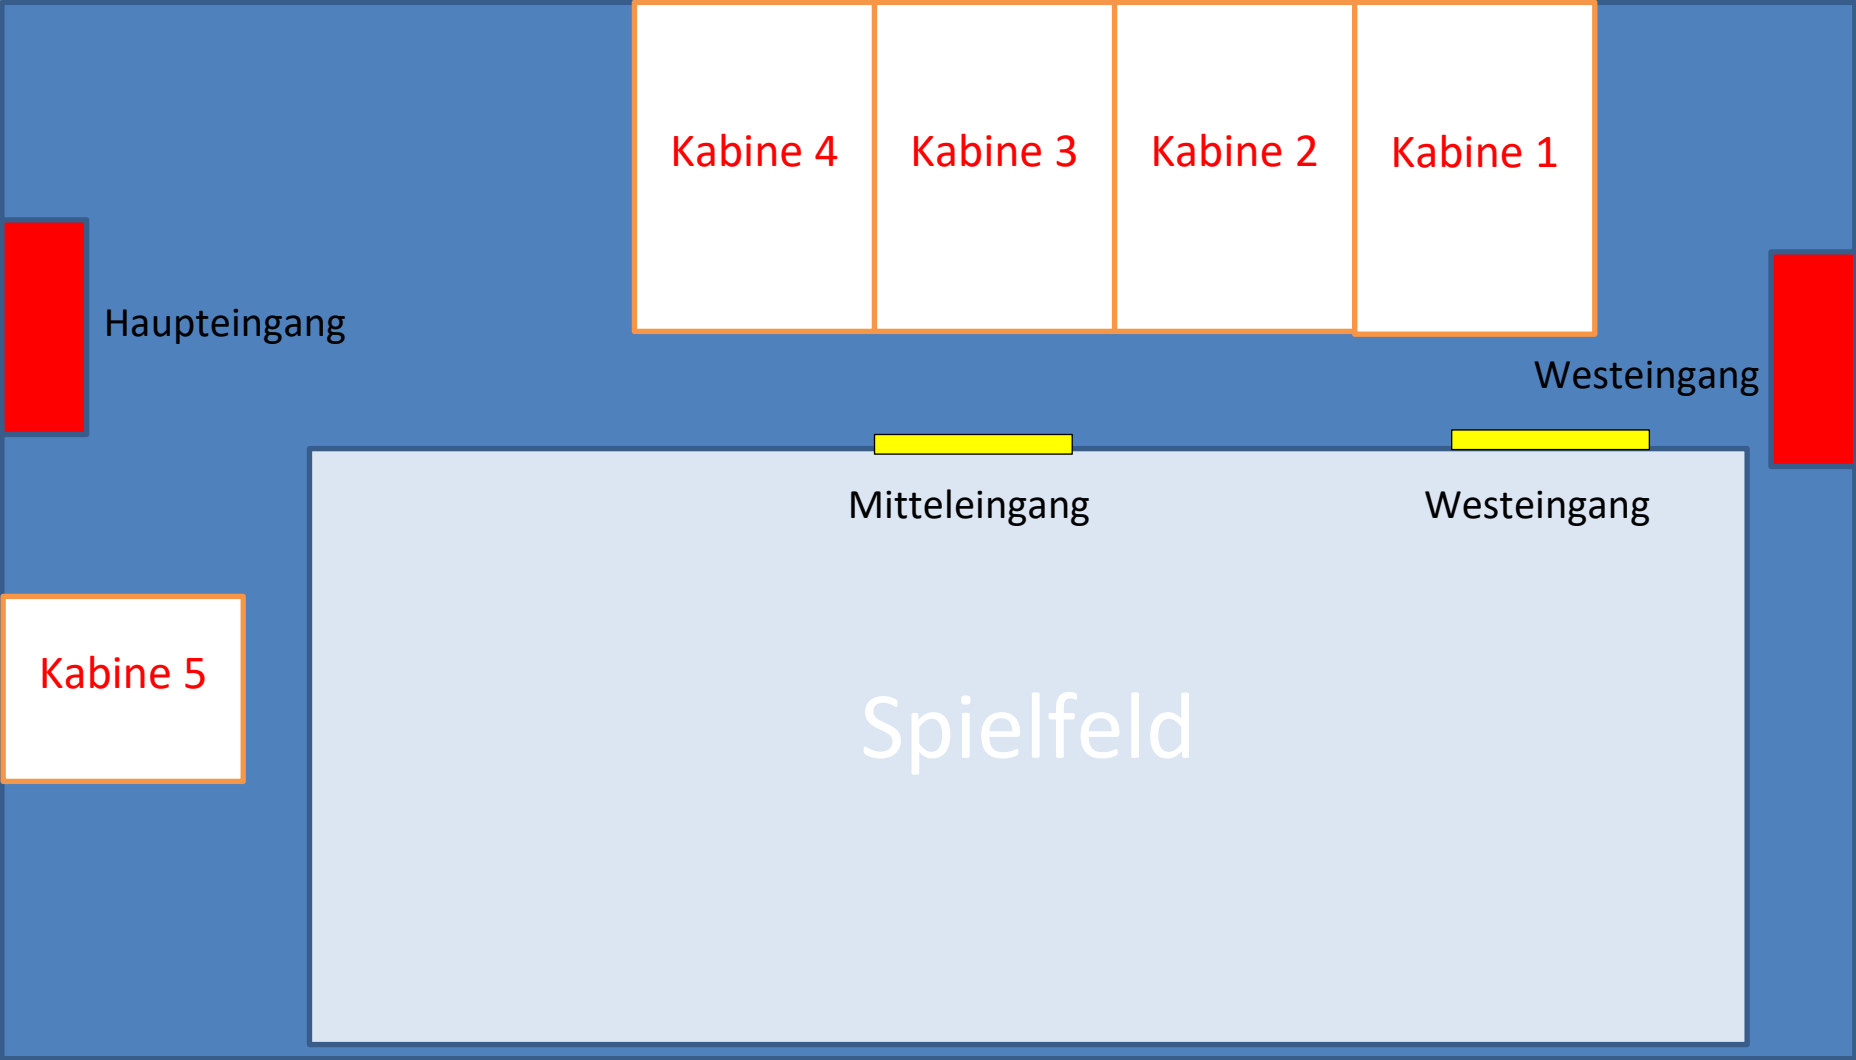 Kabine 4
Kabine 3
Kabine 2
Kabine 1
Haupteingang
Westeingang
Mitteleingang
Westeingang
Kabine 5
Spielfeld